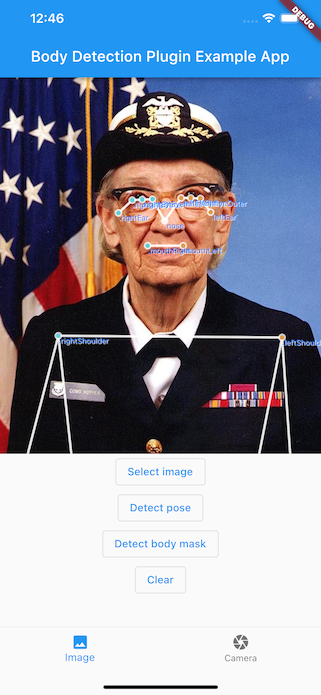 12:46
DEBUG
Body Detection Plugin Example App
rightEar
leftEar
nose
rightShoulder
leftShould
Select image
Detect pose
Detect body mask
Clear
Image
Camera